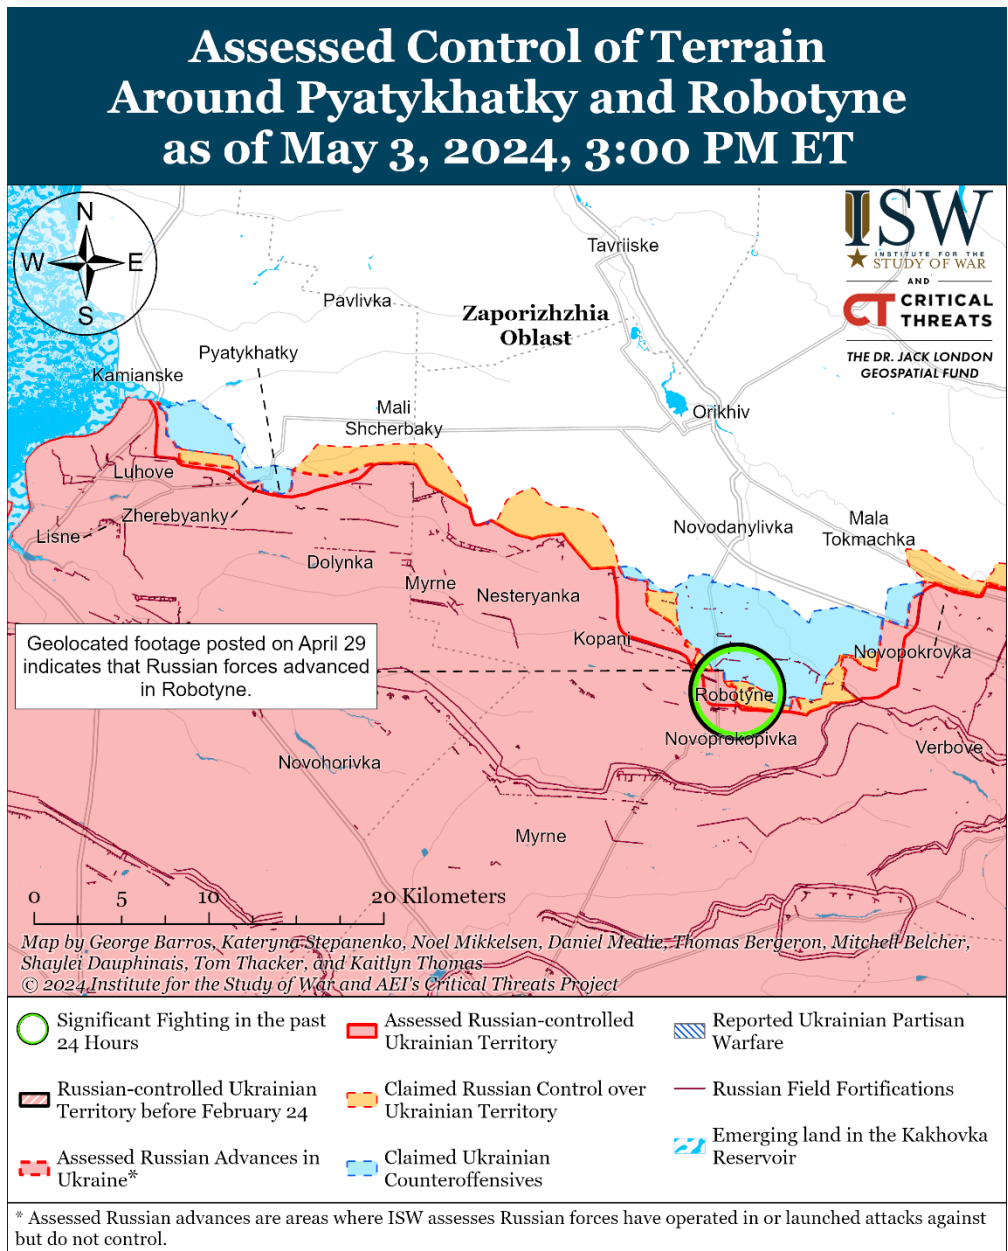 Assessed Control of Terrain
Around Pyatykhatky and Robotyne
as of May 3, 2024, 3:00 PM ET
N
W
E
S
ISW
INSTITUTE FOR THE
STUDY OF WAR
AND
CT CRITICAL
THREATS
THE DR. JACK LONDON
GEOSPATIAL FUND
Tavriiske
Pavlivka
Zaporizhzhia
Oblast
Pyatykhatky
Kamianske
Mali
Shcherbaky
Orikhiv
Luhove
Zherebyanky
Lisne
Novodanylivka
Mala
Tokmachka
Dolynka
Myrne
Nesteryanka
Kopani
Novopokrovka
Geolocated footage posted on April 29
indicates that Russian forces advanced
in Robotyne.
Robotyne
Novoprokopivka
Verbove
Novohorivka
Myrne
0 5 10 20 Kilometers
Map by George Barros, Kateryna Stepanenko, Noel Mikkelsen, Daniel Mealie, Thomas Bergeron, Mitchell Belcher,
Shaylei Dauphinais, Tom Thacker, and Kaitlyn Thomas
© 2024 Institute for the Study of War and AEI's Critical Threats Project
Significant Fighting in the past
24 Hours
Russian-controlled Ukrainian
Territory before February 24
Assessed Russian Advances in
Ukraine*
Assessed Russian-controlled
Ukrainian Territory
Claimed Russian Control over
Ukrainian Territory
Claimed Ukrainian
Counteroffensives
Reported Ukrainian Partisan
Warfare
Russian Field Fortifications
Emerging land in the Kakhovka
Reservoir
* Assessed Russian advances are areas where ISW assesses Russian forces have operated in or launched attacks against
but do not control.